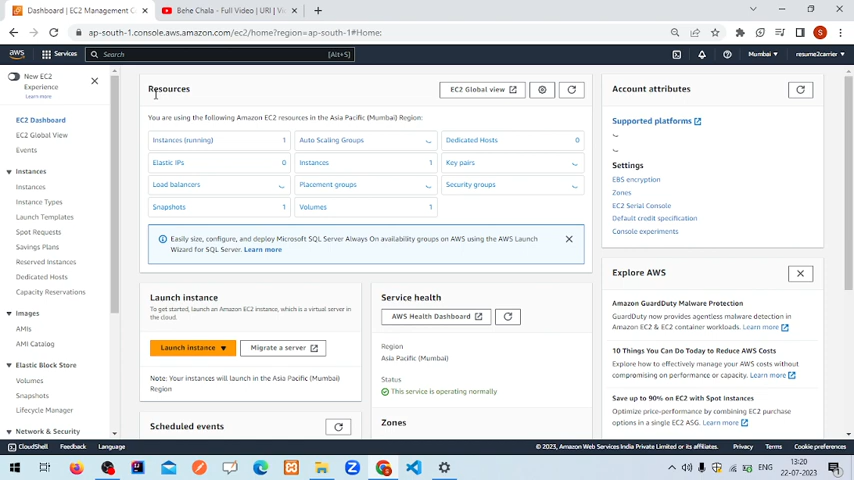 Dashboard | EC2 Management C
Behe Chala - Full Video | URI | Vi
ap-south-1.console.aws.amazon.com/ec2/home?region=ap-south-1#Home:
aws
Services
Search
[Alt+S]
Mumbai
resume2carrier
New EC2
Experience
Learn more
EC2 Dashboard
EC2 Global View
Events
Instances
Instances
Instance Types
Launch Templates
Spot Requests
Savings Plans
Reserved Instances
Dedicated Hosts
Capacity Reservations
Images
AMIs
AMI Catalog
Elastic Block Store
Volumes
Snapshots
Lifecycle Manager
Network & Security
Resources
EC2 Global view
You are using the following Amazon EC2 resources in the Asia Pacific (Mumbai) Region:
Instances (running) 1
Auto Scaling Groups
Dedicated Hosts 0
Elastic IPs 0
Instances 1
Key pairs
Load balancers
Placement groups
Security groups
Snapshots 1
Volumes 1
Easily size, configure, and deploy Microsoft SQL Server Always On availability groups on AWS using the AWS Launch
Wizard for SQL Server. Learn more
Launch instance
To get started, launch an Amazon EC2 instance, which is a virtual server in
the cloud.
Launch instance
Migrate a server
Note: Your instances will launch in the Asia Pacific (Mumbai)
Region
Scheduled events
Service health
AWS Health Dashboard
Region
Asia Pacific (Mumbai)
Status
This service is operating normally
Zones
Account attributes
Supported platforms
Settings
EBS encryption
Zones
EC2 Serial Console
Default credit specification
Console experiments
Explore AWS
Amazon GuardDuty Malware Protection
GuardDuty now provides agentless malware detection in
Amazon EC2 & EC2 container workloads. Learn more
10 Things You Can Do Today to Reduce AWS Costs
Explore how to effectively manage your AWS costs without
compromising on performance or capacity. Learn more
Save up to 90% on EC2 with Spot Instances
Optimize price-performance by combining EC2 purchase
options in a single EC2 ASG. Learn more
CloudShell
Feedback
Language
© 2023, Amazon Web Services India Private Limited or its affiliates.
Privacy
Terms
Cookie preferences
ENG
13:20
22-07-2023